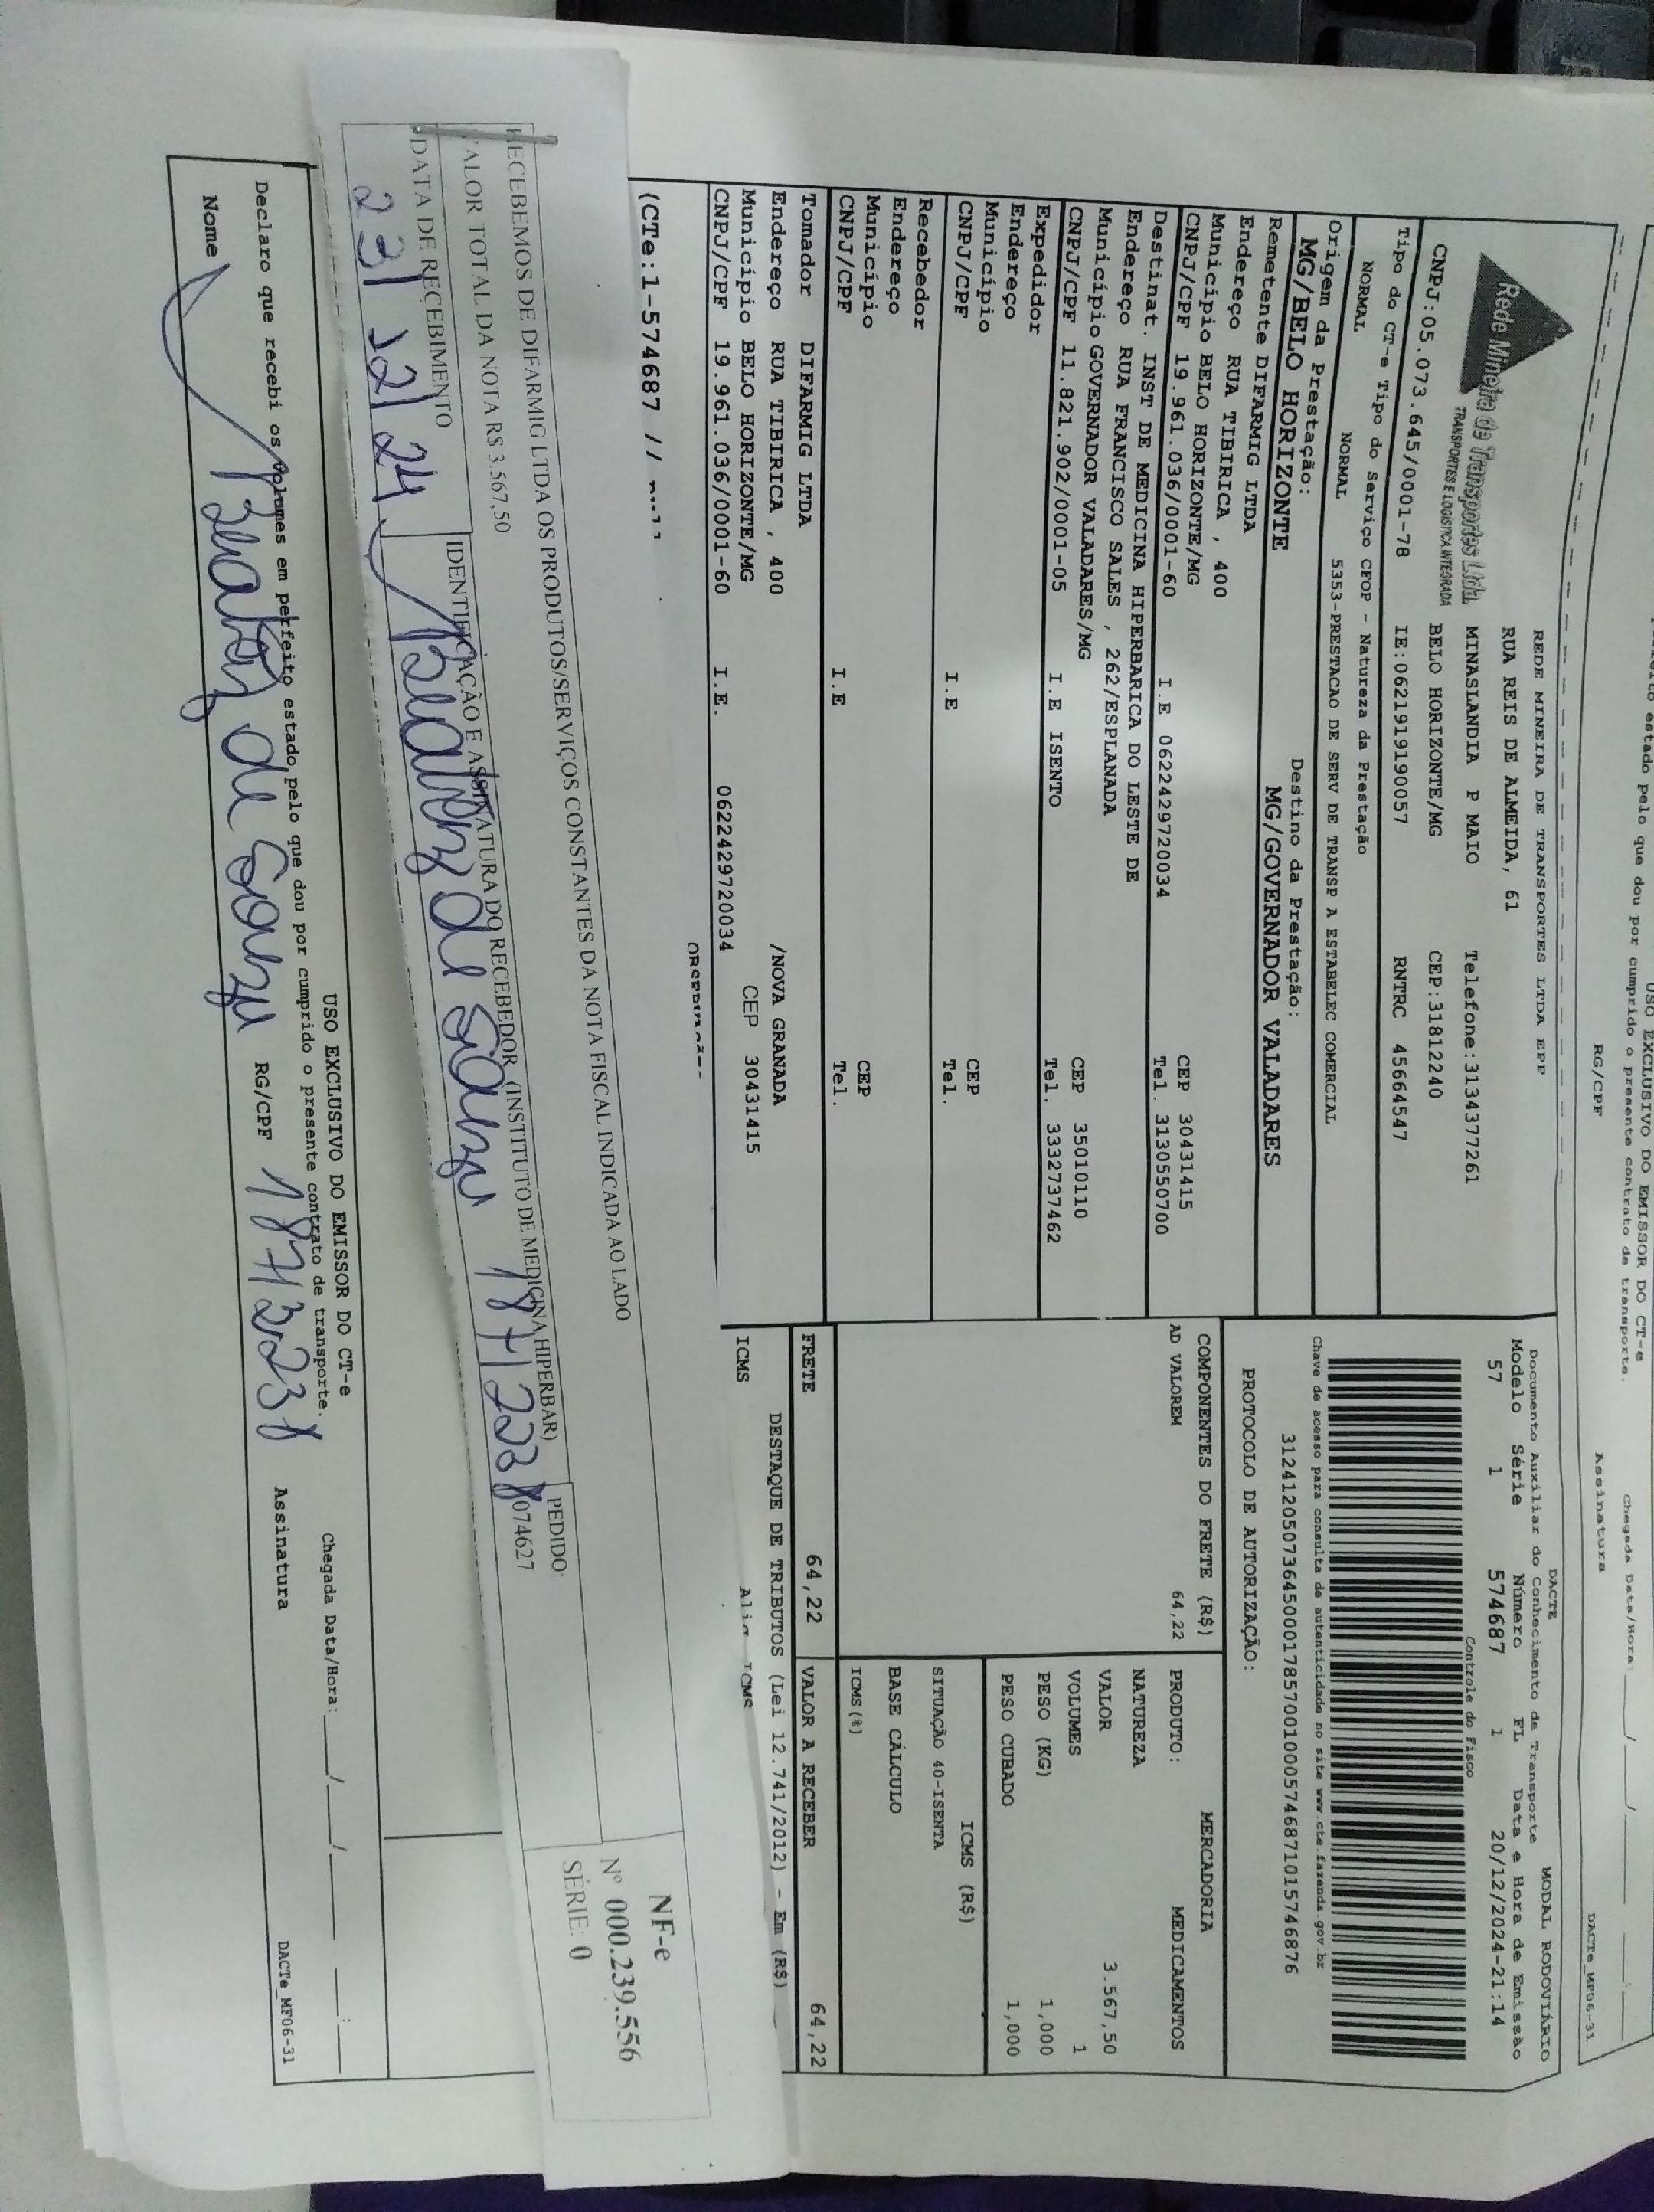 USO EXCLUSIVO DO EMISSOR DO CT-e
estado pelo que dou por cumprido o presente contrato de transporte.
Chegada Data/Hora: ___/___/___ __:__
RG/CPF Assinatura
DACTe_MF06-31
Rede Mineira de Transportes Ltda.
TRANSPORTES E LOGÍSTICA INTEGRADA
REDE MINEIRA DE TRANSPORTES LTDA EPP
RUA REIS DE ALMEIDA, 61
MINASLANDIA P MAIO Telefone:3134377261
BELO HORIZONTE/MG CEP:31812240
CNPJ:05.073.645/0001-78 IE:0621919190057 RNTRC 45664547
DACTE
MODAL RODOVIÁRIO
Documento Auxiliar do Conhecimento de Transporte
Modelo Série Número FL Data e Hora de Emissão
57 1 574687 1 20/12/2024-21:14
Controle do Fisco
Chave de acesso para consulta de autenticidade no site www.cte.fazenda.gov.br
31241205073645000178570010005746871015746876
PROTOCOLO DE AUTORIZAÇÃO:
Tipo do CT-e Tipo do Serviço CFOP - Natureza da Prestação
NORMAL NORMAL 5353-PRESTACAO DE SERV DE TRANSP A ESTABELEC COMERCIAL
Origem da Prestação: Destino da Prestação:
MG/BELO HORIZONTE MG/GOVERNADOR VALADARES
Remetente DIFARMIG LTDA
Endereço RUA TIBIRICA , 400
Município BELO HORIZONTE/MG CEP 30431415
CNPJ/CPF 19.961.036/0001-60 I.E 0622429720034 Tel. 3130550700
Destinat. INST DE MEDICINA HIPERBARICA DO LESTE DE
Endereço RUA FRANCISCO SALES , 262/ESPLANADA
Município GOVERNADOR VALADARES/MG CEP 35010110
CNPJ/CPF 11.821.902/0001-05 I.E ISENTO Tel. 3332737462
Expedidor
Endereço
Município CEP
CNPJ/CPF I.E Tel.
Recebedor
Endereço
Município CEP
CNPJ/CPF I.E Tel.
Tomador DIFARMIG LTDA
Endereço RUA TIBIRICA , 400 /NOVA GRANADA
Município BELO HORIZONTE/MG CEP 30431415
CNPJ/CPF 19.961.036/0001-60 I.E. 0622429720034
COMPONENTES DO FRETE (R$)
AD VALOREM 64,22
MERCADORIA
PRODUTO: MEDICAMENTOS
NATUREZA
VALOR 3.567,50
VOLUMES 1
PESO (KG) 1,000
PESO CUBADO 1,000
ICMS (R$)
SITUAÇÃO 40-ISENTA
BASE CÁLCULO
ICMS(%)
FRETE 64,22 VALOR A RECEBER 64,22
DESTAQUE DE TRIBUTOS (Lei 12.741/2012) - Em (R$)
ICMS Aliq ICMS
(CTe:1-574687 //
RECEBEMOS DE DIFARMIG LTDA OS PRODUTOS/SERVIÇOS CONSTANTES DA NOTA FISCAL INDICADA AO LADO
VALOR TOTAL DA NOTA R$ 3.567,50
DATA DE RECEBIMENTO
23/12/24
IDENTIFICAÇÃO E ASSINATURA DO RECEBEDOR (INSTITUTO DE MEDICINA HIPERBAR)
Beatriz de Souza
PEDIDO:
074627
NF-e
Nº 000.239.556
SÉRIE: 0
USO EXCLUSIVO DO EMISSOR DO CT-e
Declaro que recebi os volumes em perfeito estado pelo que dou por cumprido o presente contrato de transporte.
Chegada Data/Hora: ___/___/___ __:__
Nome Beatriz de Souza RG/CPF Assinatura
DACTe_MF06-31